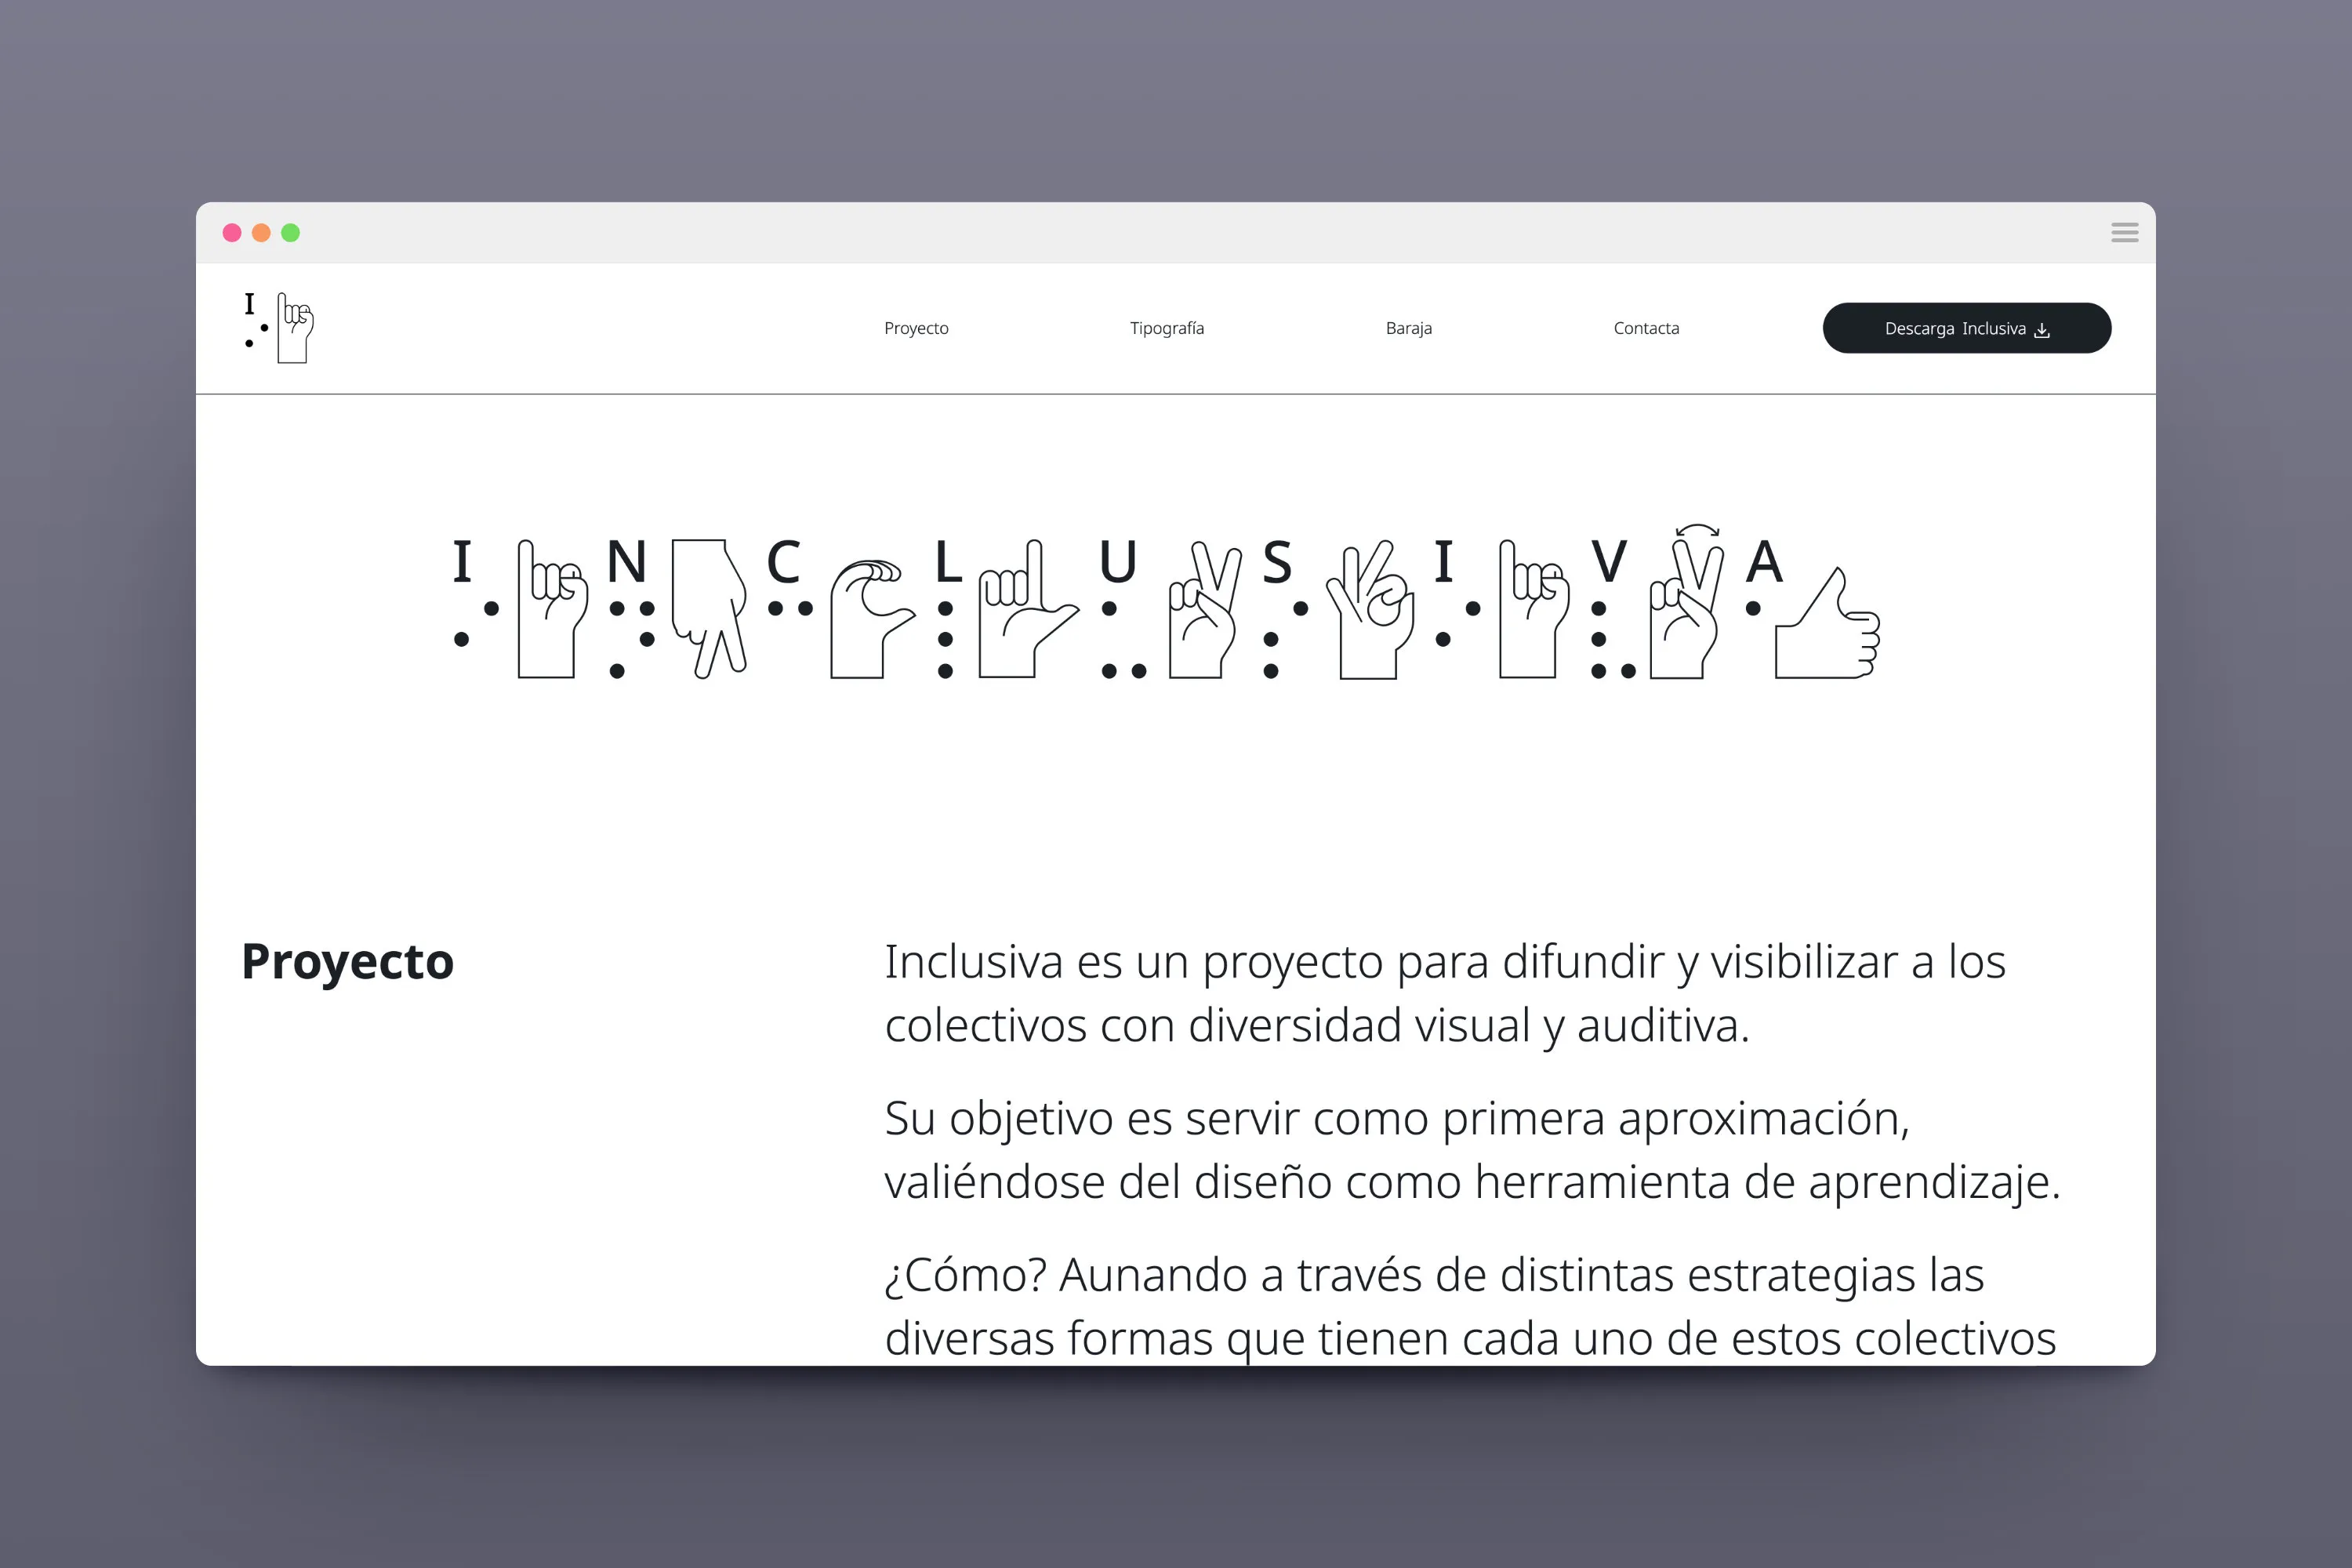 I
Proyecto
Tipografía
Baraja
Contacta
Descarga Inclusiva
I N C L U S I V A
⠊ ⠝ ⠉ ⠇ ⠥ ⠎ ⠊ ⠧ ⠁
Proyecto
Inclusiva es un proyecto para difundir y visibilizar a los
colectivos con diversidad visual y auditiva.
Su objetivo es servir como primera aproximación,
valiéndose del diseño como herramienta de aprendizaje.
¿Cómo? Aunando a través de distintas estrategias las
diversas formas que tienen cada uno de estos colectivos